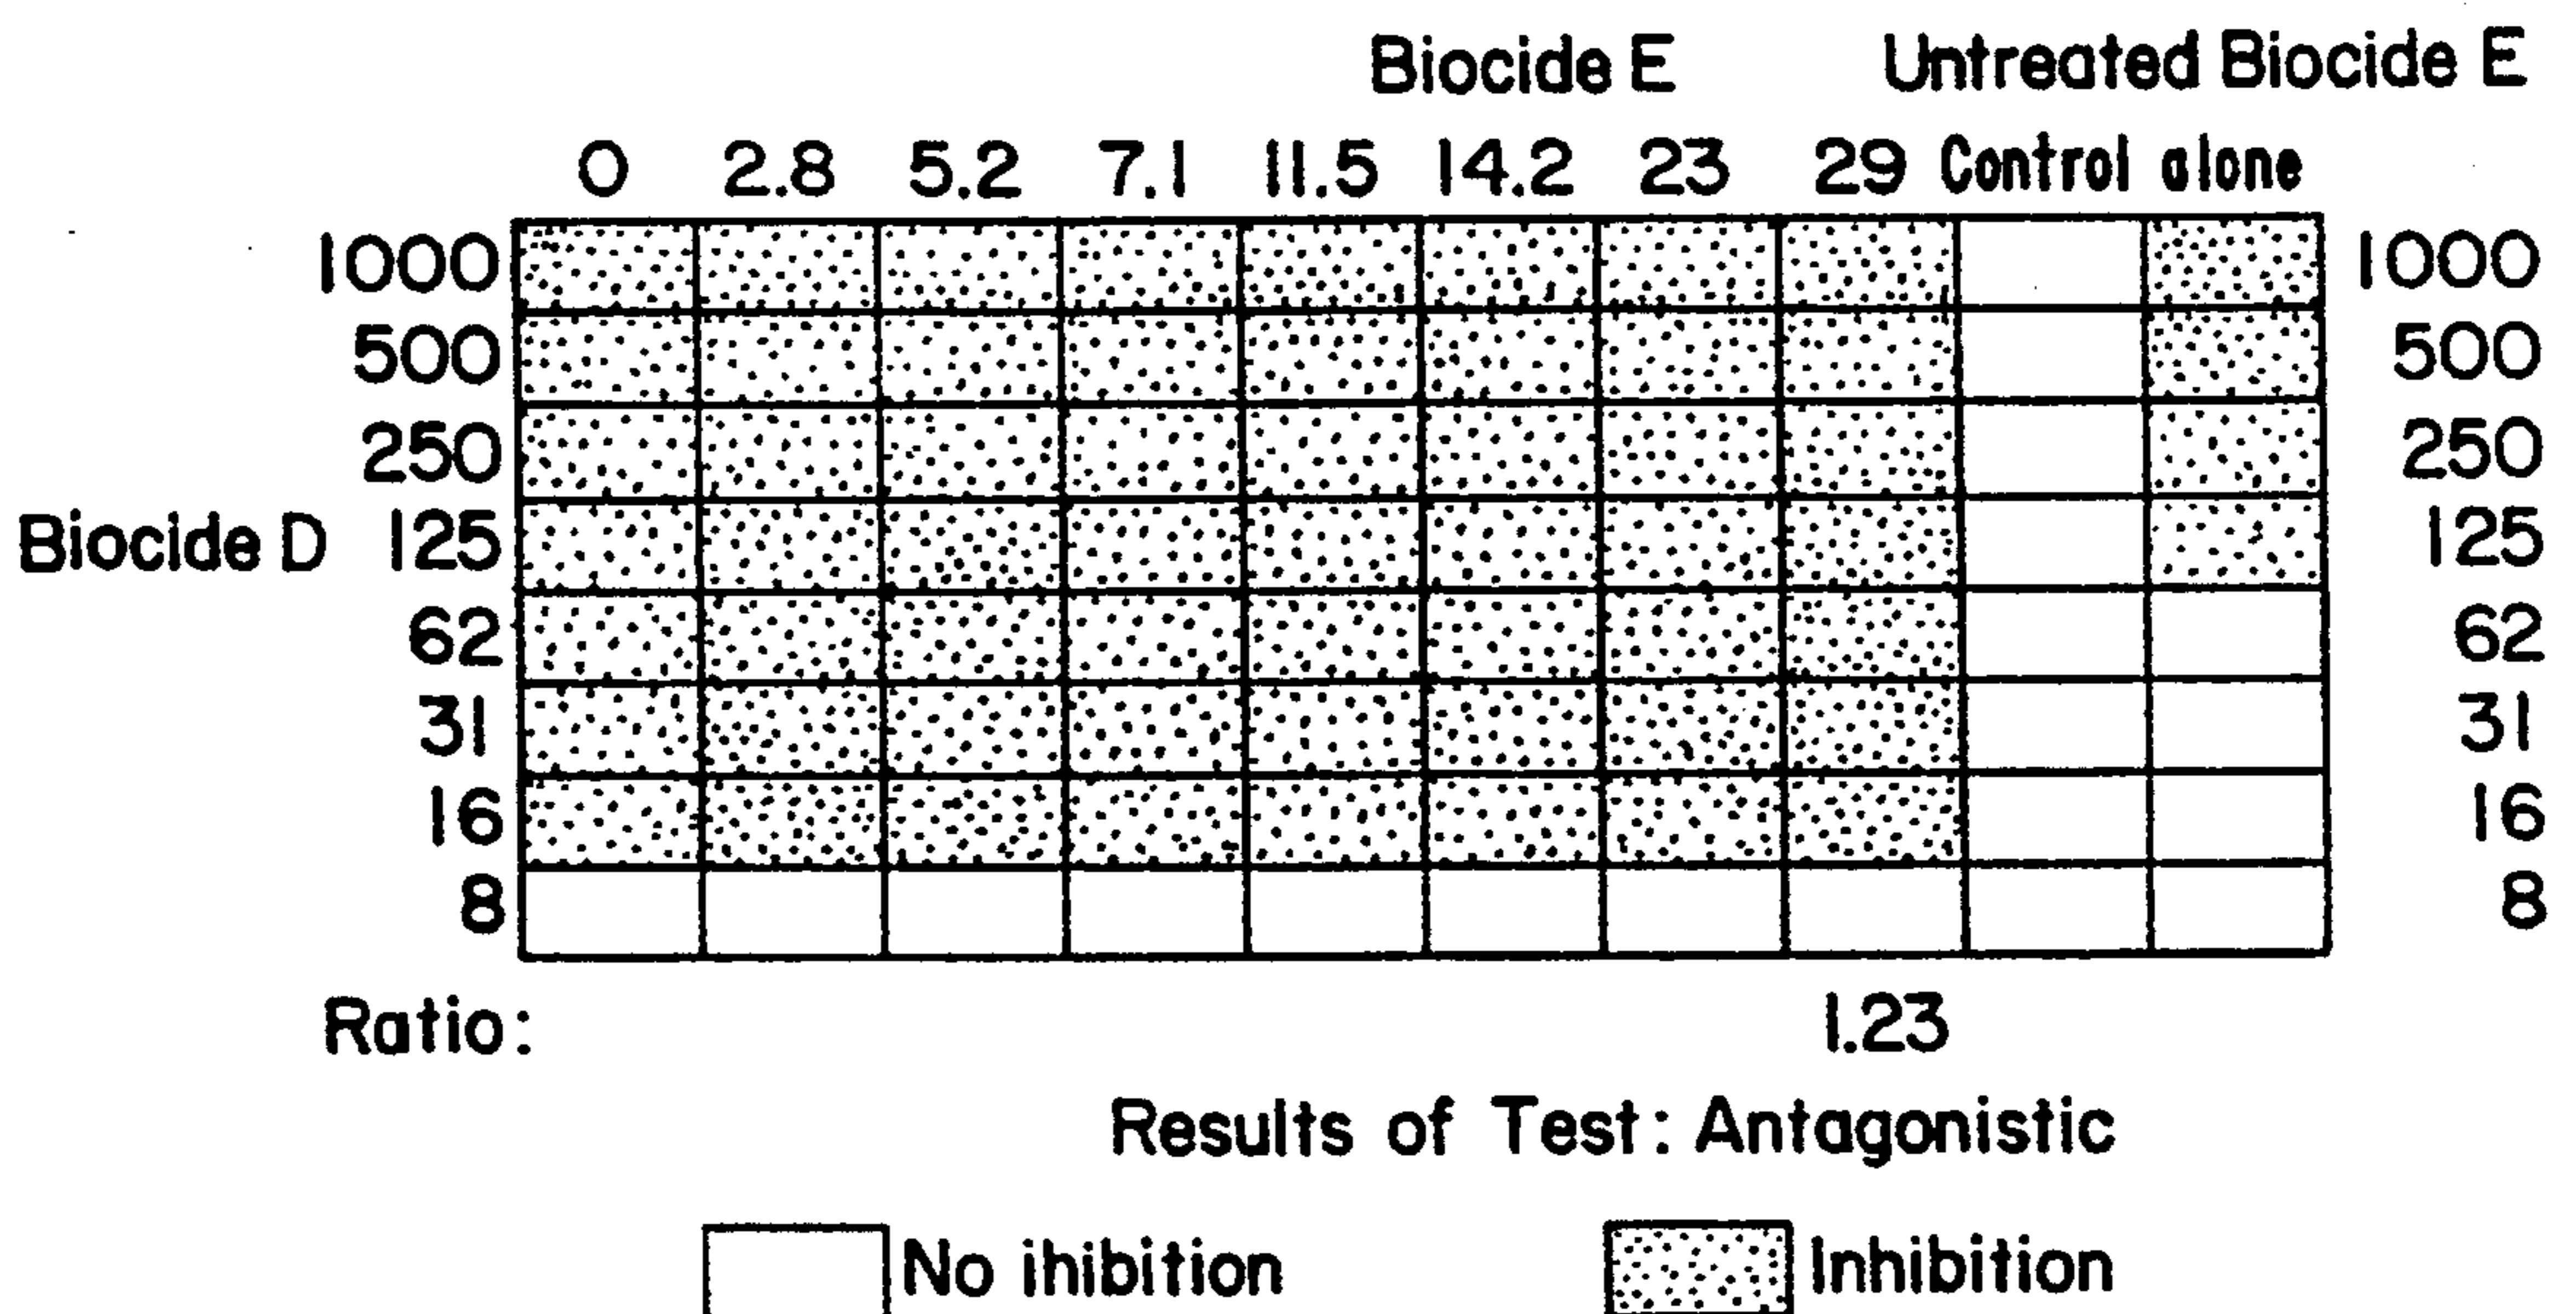 Biocide E Untreated Biocide E
0 2.8 5.2 7.1 11.5 14.2 23 29 Control alone
1000 1000
500 500
250 250
Biocide D 125 125
62 62
31 31
16 16
8 8
Ratio: 1.23
Results of Test: Antagonistic
No ihibition Inhibition